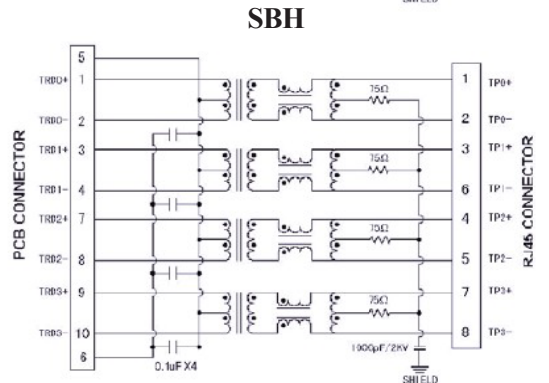 SHIELD
SBH
PCB CONNECTOR
5
TRD0+ 1
TRD0- 2
TRD1+ 3
TRD1- 4
TRD2+ 7
TRD2- 8
TRD3+ 9
TRD3- 10
6
0.1uF X4
75Ω
75Ω
75Ω
75Ω
1000pF/2KV
SHIELD
1 TP0+
2 TP0-
3 TP1+
6 TP1-
4 TP2+
5 TP2-
7 TP3+
8 TP3-
RJ45 CONNECTOR